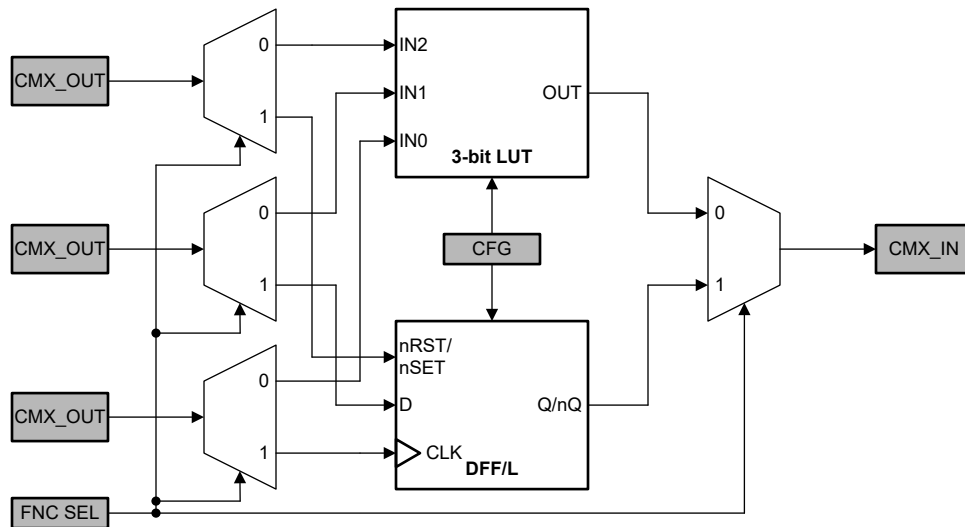 0
IN2
CMX_OUT
IN1
OUT
1
IN0
3-bit LUT
CMX_OUT
0
CFG
0
CMX_IN
1
1
nRST/
nSET
0
D
Q/nQ
CMX_OUT
1
CLK
DFF/L
FNC SEL